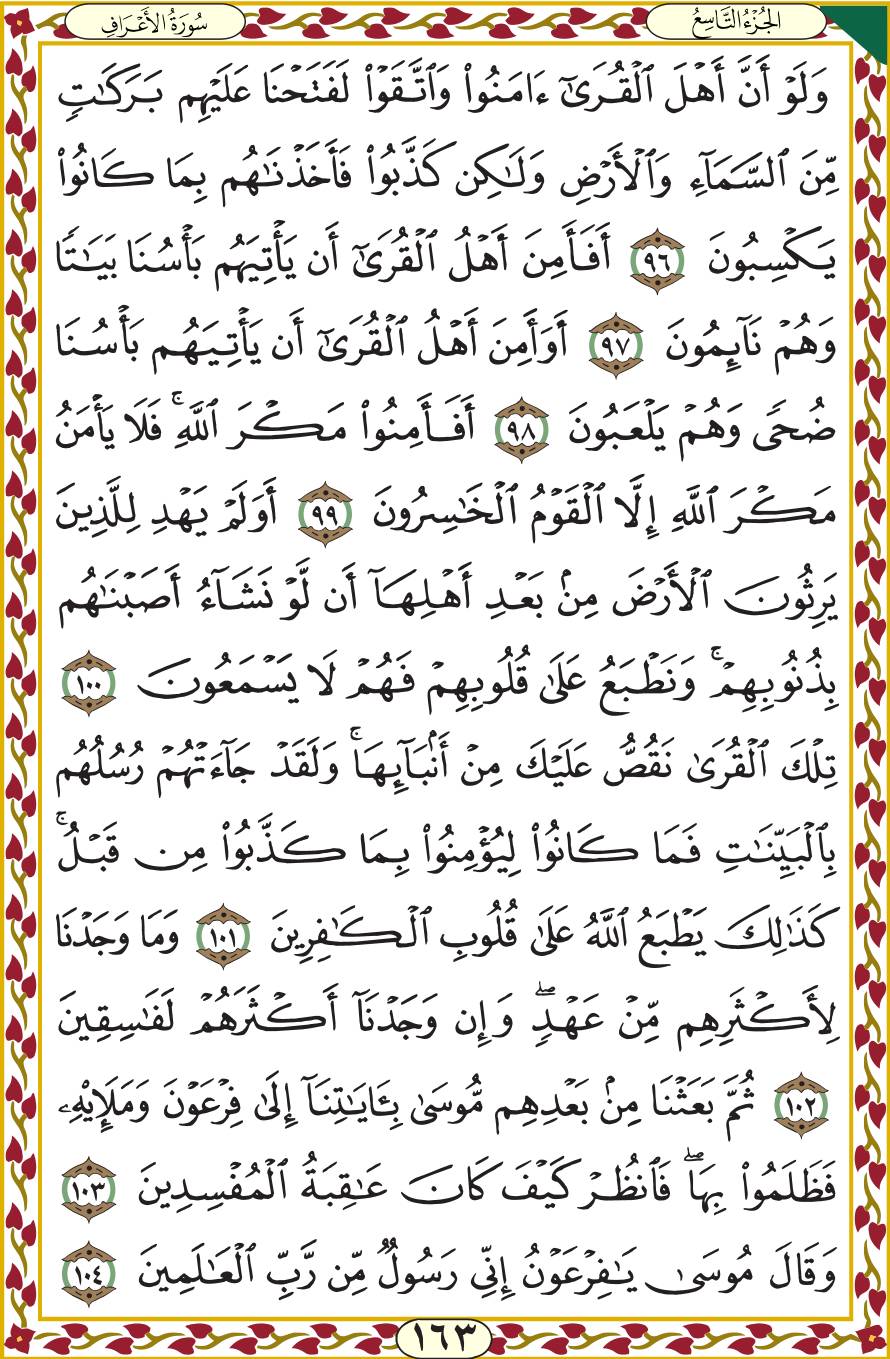 الجُزْءُ التَّاسِعُ
سُورَةُ الأَعْرَافِ
وَلَوْ أَنَّ أَهْلَ ٱلْقُرَىٰٓ ءَامَنُوا۟ وَٱتَّقَوْا۟ لَفَتَحْنَا عَلَيْهِم بَرَكَـٰتٍ
مِّنَ ٱلسَّمَآءِ وَٱلْأَرْضِ وَلَـٰكِن كَذَّبُوا۟ فَأَخَذْنَـٰهُم بِمَا كَانُوا۟
يَكْسِبُونَ ٩٦ أَفَأَمِنَ أَهْلُ ٱلْقُرَىٰٓ أَن يَأْتِيَهُم بَأْسُنَا بَيَـٰتًا
وَهُمْ نَآئِمُونَ ٩٧ أَوَأَمِنَ أَهْلُ ٱلْقُرَىٰٓ أَن يَأْتِيَهُم بَأْسُنَا
ضُحًى وَهُمْ يَلْعَبُونَ ٩٨ أَفَأَمِنُوا۟ مَكْرَ ٱللَّهِ ۚ فَلَا يَأْمَنُ
مَكْرَ ٱللَّهِ إِلَّا ٱلْقَوْمُ ٱلْخَـٰسِرُونَ ٩٩ أَوَلَمْ يَهْدِ لِلَّذِينَ
يَرِثُونَ ٱلْأَرْضَ مِنۢ بَعْدِ أَهْلِهَآ أَن لَّوْ نَشَآءُ أَصَبْنَـٰهُم
بِذُنُوبِهِمْ ۚ وَنَطْبَعُ عَلَىٰ قُلُوبِهِمْ فَهُمْ لَا يَسْمَعُونَ ١٠٠
تِلْكَ ٱلْقُرَىٰ نَقُصُّ عَلَيْكَ مِنْ أَنۢبَآئِهَا ۚ وَلَقَدْ جَآءَتْهُمْ رُسُلُهُم
بِٱلْبَيِّنَـٰتِ فَمَا كَانُوا۟ لِيُؤْمِنُوا۟ بِمَا كَذَّبُوا۟ مِن قَبْلُ ۚ
كَذَٰلِكَ يَطْبَعُ ٱللَّهُ عَلَىٰ قُلُوبِ ٱلْكَـٰفِرِينَ ١٠١ وَمَا وَجَدْنَا
لِأَكْثَرِهِم مِّنْ عَهْدٍ ۖ وَإِن وَجَدْنَآ أَكْثَرَهُمْ لَفَـٰسِقِينَ
١٠٢ ثُمَّ بَعَثْنَا مِنۢ بَعْدِهِم مُّوسَىٰ بِـَٔايَـٰتِنَآ إِلَىٰ فِرْعَوْنَ وَمَلَإِي۟هِۦ
فَظَلَمُوا۟ بِهَا ۖ فَٱنظُرْ كَيْفَ كَانَ عَـٰقِبَةُ ٱلْمُفْسِدِينَ ١٠٣
وَقَالَ مُوسَىٰ يَـٰفِرْعَوْنُ إِنِّى رَسُولٌ مِّن رَّبِّ ٱلْعَـٰلَمِينَ ١٠٤
١٦٣